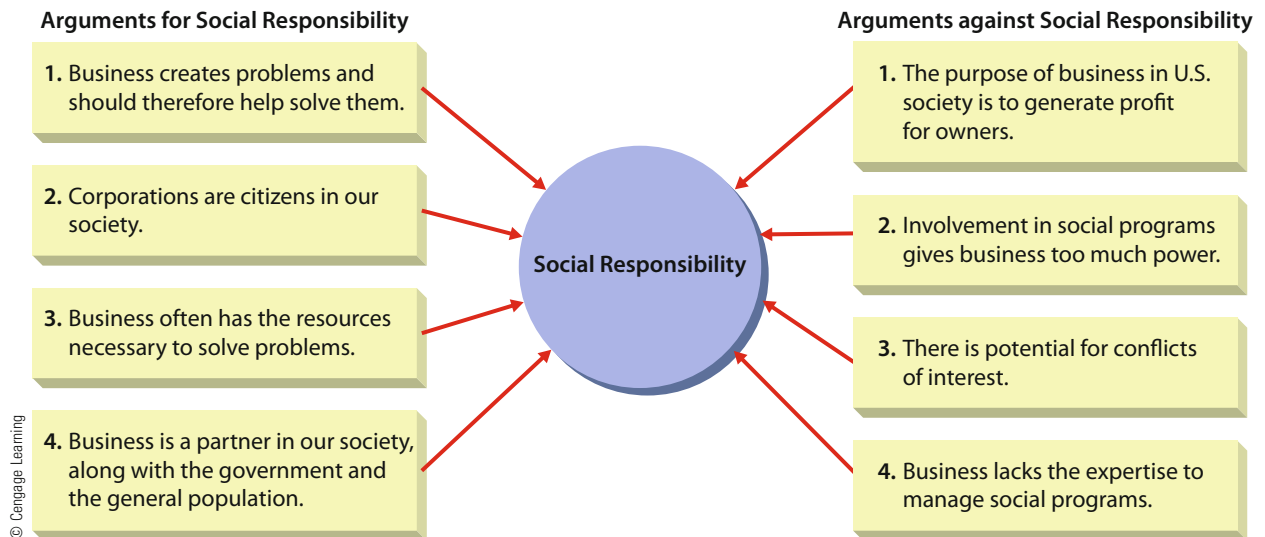 Arguments for Social Responsibility
1. Business creates problems and
should therefore help solve them.
2. Corporations are citizens in our
society.
3. Business often has the resources
necessary to solve problems.
4. Business is a partner in our society,
along with the government and
the general population.
Social Responsibility
Arguments against Social Responsibility
1. The purpose of business in U.S.
society is to generate profit
for owners.
2. Involvement in social programs
gives business too much power.
3. There is potential for conflicts
of interest.
4. Business lacks the expertise to
manage social programs.
© Cengage Learning